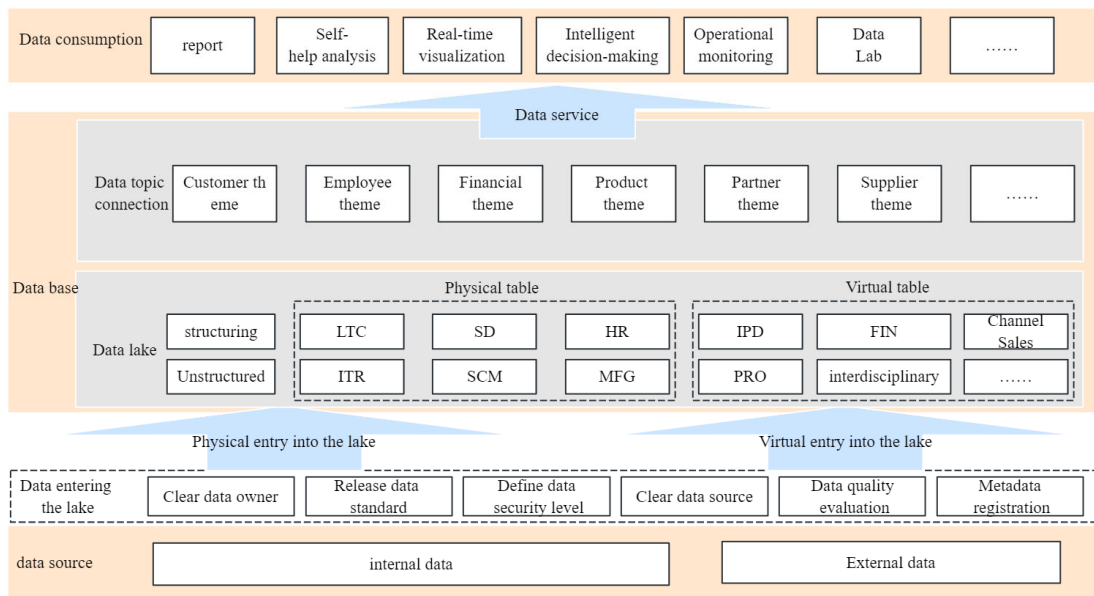 Data consumption
report
Self-
help analysis
Real-time
visualization
Intelligent
decision-making
Operational
monitoring
Data
Lab
……
Data service
Data base
Data topic
connection
Customer th
eme
Employee
theme
Financial
theme
Product
theme
Partner
theme
Supplier
theme
……
Data lake
structuring
Unstructured
Physical table
LTC
SD
HR
ITR
SCM
MFG
Virtual table
IPD
FIN
Channel
Sales
PRO
interdisciplinary
……
Physical entry into the lake
Virtual entry into the lake
Data entering
the lake
Clear data owner
Release data
standard
Define data
security level
Clear data source
Data quality
evaluation
Metadata
registration
data source
internal data
External data